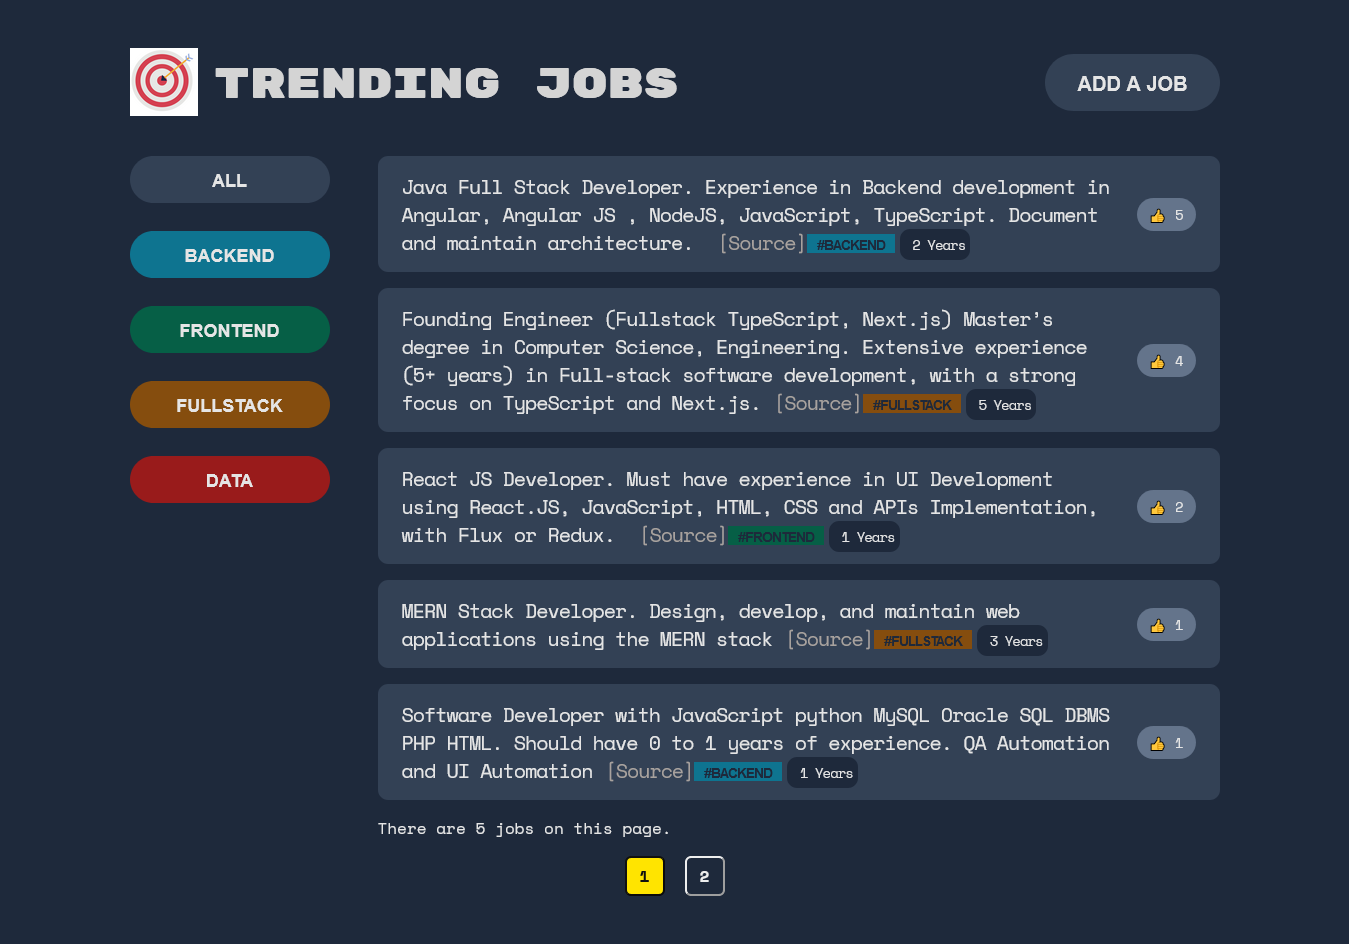 TRENDING JOBS
ADD A JOB
ALL
BACKEND
FRONTEND
FULLSTACK
DATA
Java Full Stack Developer. Experience in Backend development in
Angular, Angular JS , NodeJS, JavaScript, TypeScript. Document
and maintain architecture. [Source] #BACKEND 2 Years
👍 5
Founding Engineer (Fullstack TypeScript, Next.js) Master's
degree in Computer Science, Engineering. Extensive experience
(5+ years) in Full-stack software development, with a strong
focus on TypeScript and Next.js. [Source] #FULLSTACK 5 Years
👍 4
React JS Developer. Must have experience in UI Development
using React.JS, JavaScript, HTML, CSS and APIs Implementation,
with Flux or Redux. [Source] #FRONTEND 1 Years
👍 2
MERN Stack Developer. Design, develop, and maintain web
applications using the MERN stack [Source] #FULLSTACK 3 Years
👍 1
Software Developer with JavaScript python MySQL Oracle SQL DBMS
PHP HTML. Should have 0 to 1 years of experience. QA Automation
and UI Automation [Source] #BACKEND 1 Years
👍 1
There are 5 jobs on this page.
1 2